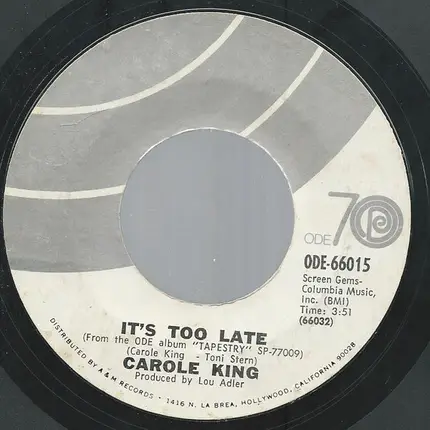 ODE 70
ODE-66015
Screen Gems-
Columbia Music,
Inc. (BMI)
Time: 3:51
(66032)
IT'S TOO LATE
(From the ODE album "TAPESTRY" SP-77009)
(Carole King - Toni Stern)
CAROLE KING
Produced by Lou Adler
DISTRIBUTED BY A & M RECORDS • 1416 N. LA BREA, HOLLYWOOD, CALIFORNIA 90028